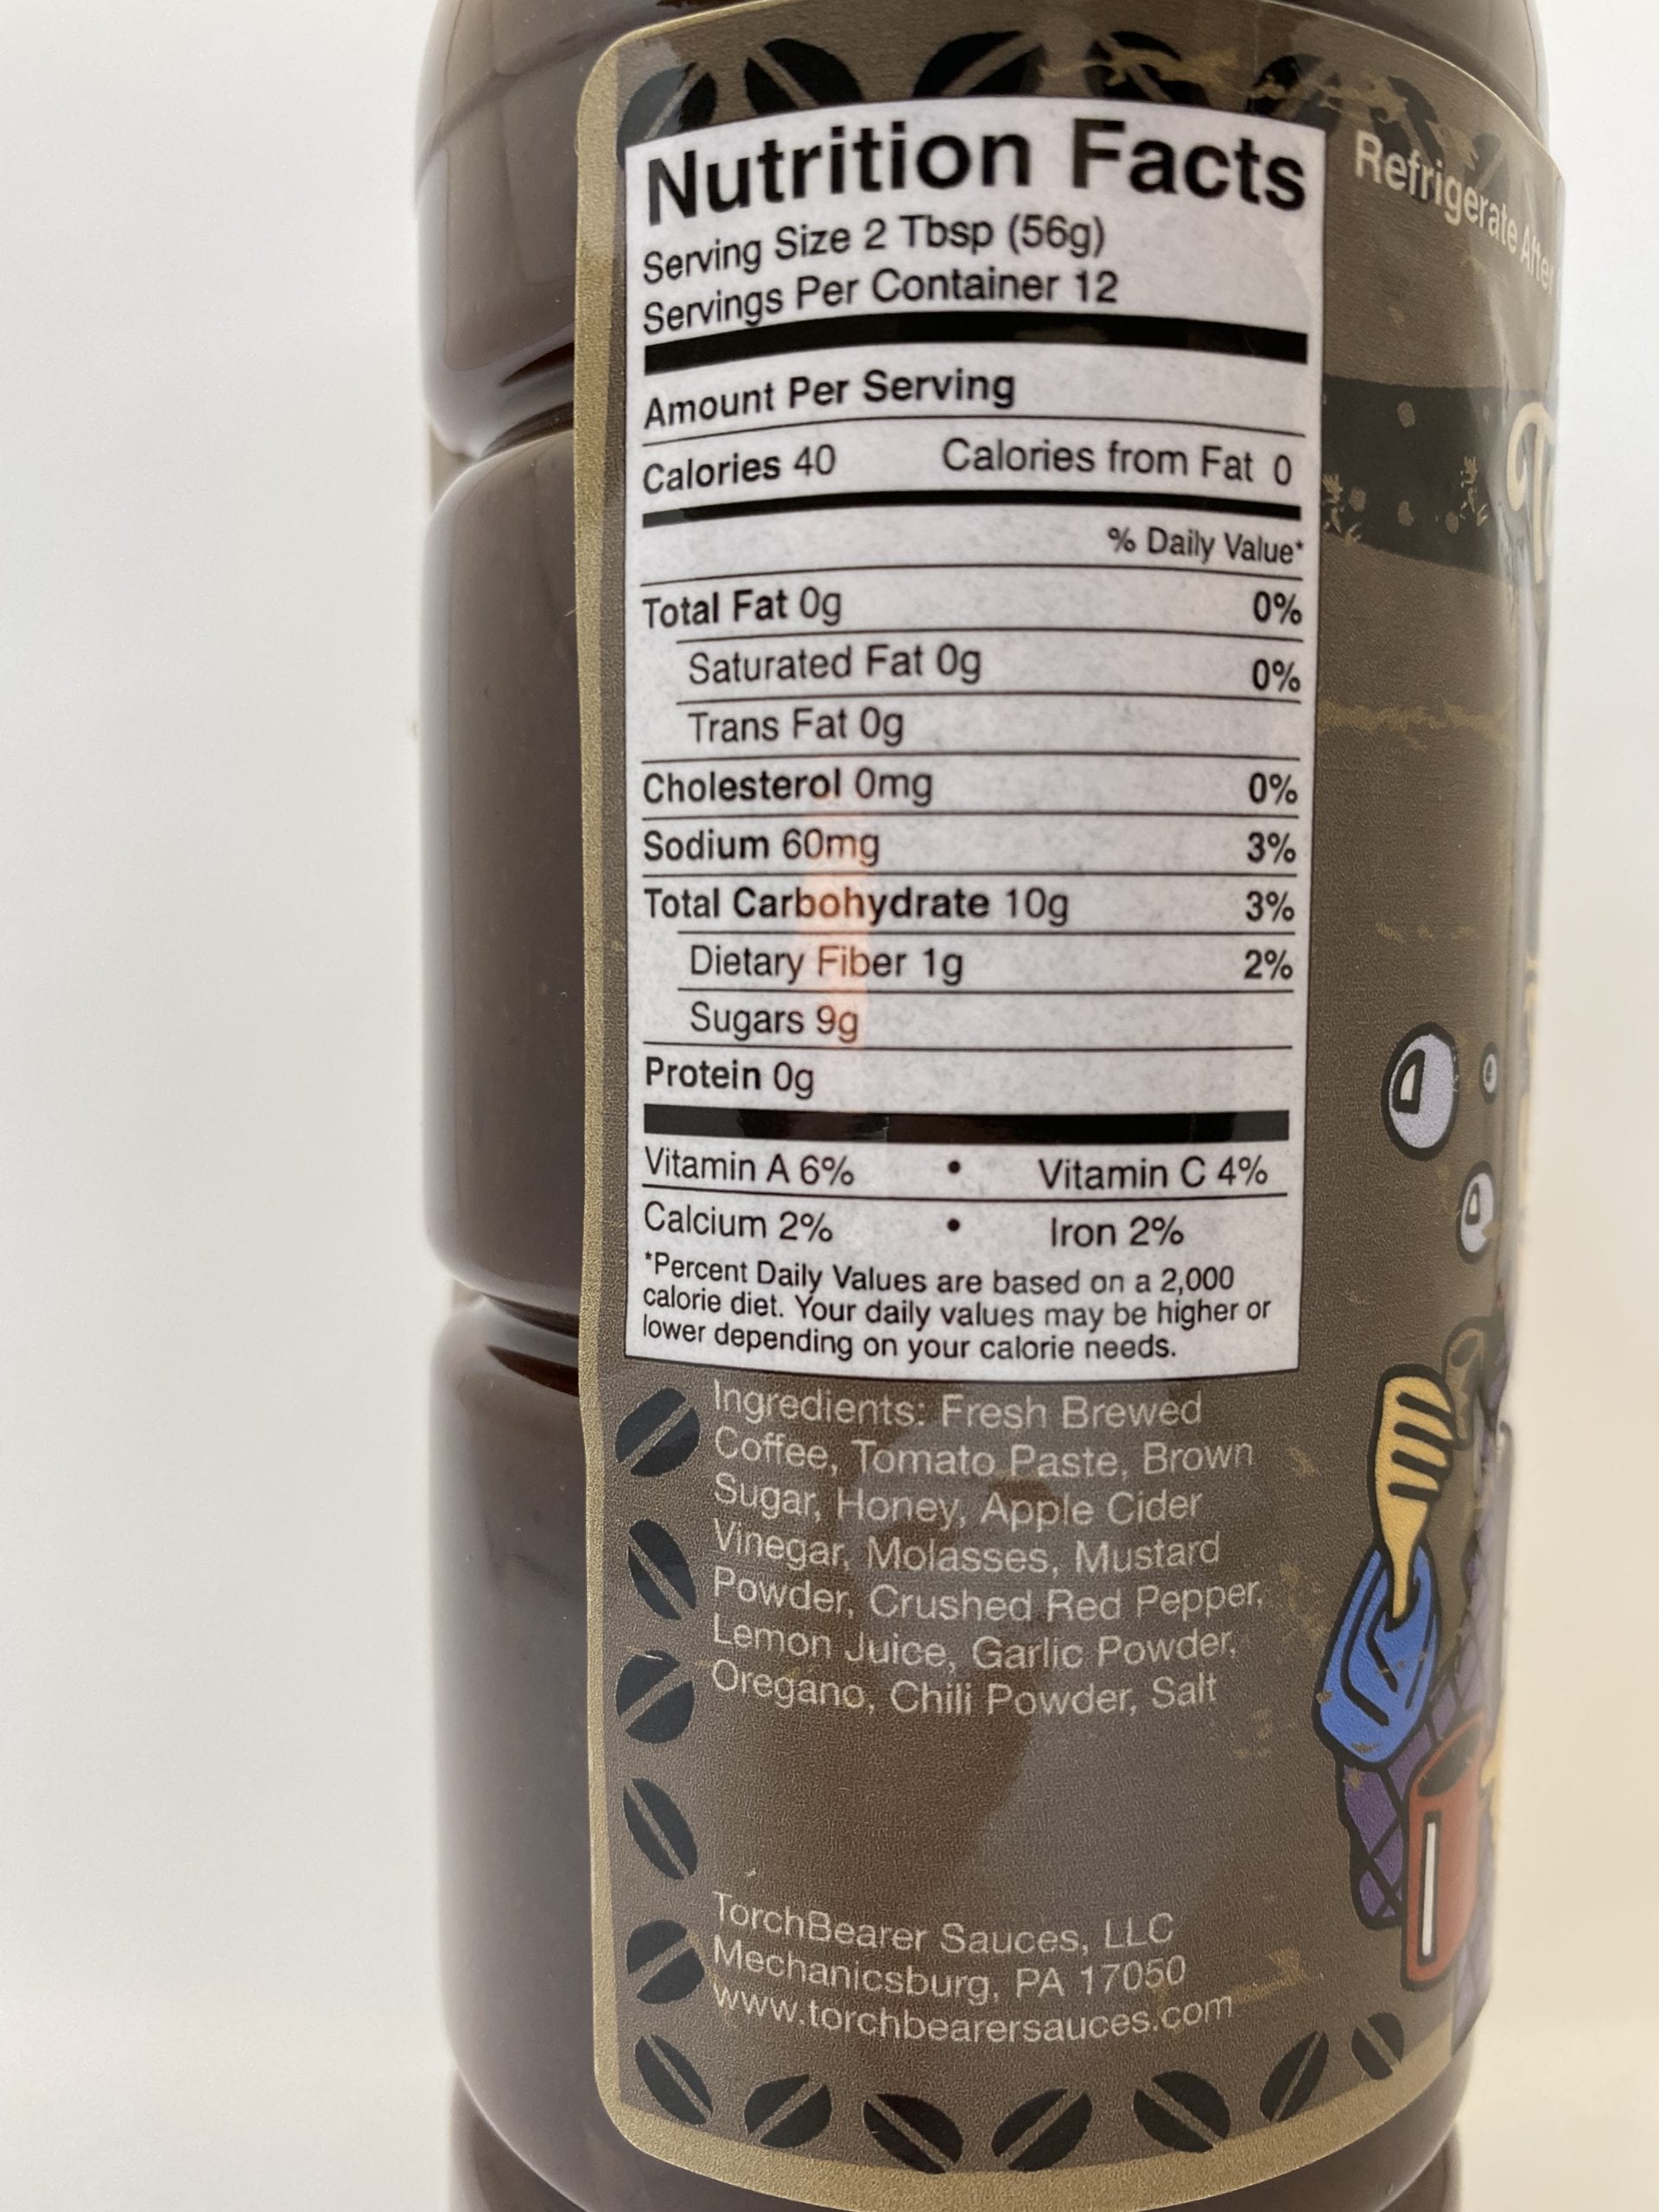 Nutrition Facts
Serving Size 2 Tbsp (56g)
Servings Per Container 12
Amount Per Serving
Calories 40 Calories from Fat 0
% Daily Value*
Total Fat 0g 0%
Saturated Fat 0g 0%
Trans Fat 0g
Cholesterol 0mg 0%
Sodium 60mg 3%
Total Carbohydrate 10g 3%
Dietary Fiber 1g 2%
Sugars 9g
Protein 0g
Vitamin A 6% • Vitamin C 4%
Calcium 2% • Iron 2%
*Percent Daily Values are based on a 2,000
calorie diet. Your daily values may be higher or
lower depending on your calorie needs.
Ingredients: Fresh Brewed
Coffee, Tomato Paste, Brown
Sugar, Honey, Apple Cider
Vinegar, Molasses, Mustard
Powder, Crushed Red Pepper,
Lemon Juice, Garlic Powder,
Oregano, Chili Powder, Salt
TorchBearer Sauces, LLC
Mechanicsburg, PA 17050
www.torchbearersauces.com
Refrigerate After